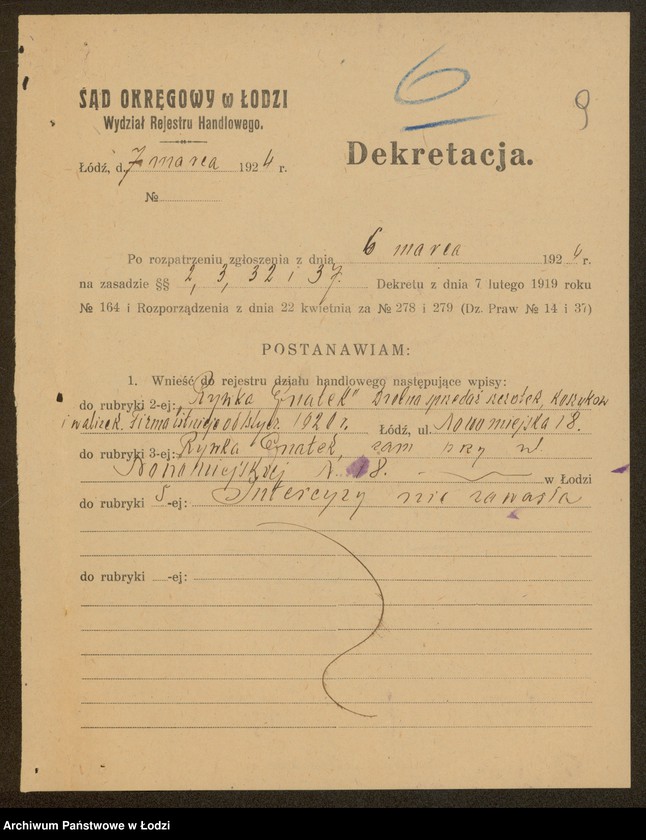 6
9
SĄD OKRĘGOWY w ŁODZI
Wydział Rejestru Handlowego.
Łódź, d. 7 marca 1924 r.
№
Dekretacja.
Po rozpatrzeniu zgłoszenia z dnia 6 marca 1924 r.
na zasadzie §§ 2, 3, 32 i 37. Dekretu z dnia 7 lutego 1919 roku
№ 164 i Rozporządzenia z dnia 22 kwietnia za № 278 i 279 (Dz. Praw № 14 i 37)
POSTANAWIAM:
1. Wnieść do rejestru działu handlowego następujące wpisy:
do rubryki 2-ej: „Rywka Gnatek" Drobna sprzedaż szczotek, koszyków
i walizek. Firma istnieje od 1920 r. Łódź, ul. Nowomiejska 18.
do rubryki 3-ej: Rywka Gnatek, zam przy ul.
Nowomiejskiej N. 18. w Łodzi
do rubryki 5-ej: Intercyzy nie zawarła
do rubryki -ej:
Archiwum Państwowe w Łodzi